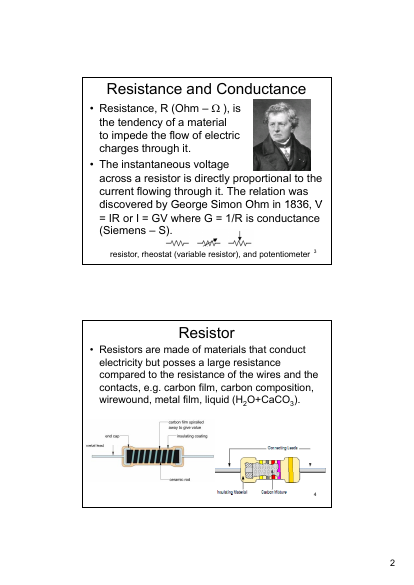 Resistance and Conductance
• Resistance, R (Ohm – Ω ), is
the tendency of a material
to impede the flow of electric
charges through it.
• The instantaneous voltage
across a resistor is directly proportional to the
current flowing through it. The relation was
discovered by George Simon Ohm in 1836, V
= IR or I = GV where G = 1/R is conductance
(Siemens – S).
resistor, rheostat (variable resistor), and potentiometer
3
Resistor
• Resistors are made of materials that conduct
electricity but posses a large resistance
compared to the resistance of the wires and the
contacts, e.g. carbon film, carbon composition,
wirewound, metal film, liquid (H2O+CaCO3).
carbon film spiralled
away to give value
end cap
insulating coating
metal lead
ceramic rod
Connecting Leads
Insulating Material
Carbon Mixture
4
2